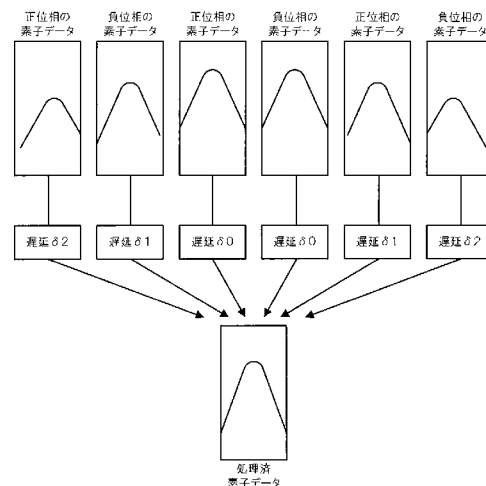 正位相の 負位相の 正位相の 負位相の 正位相の 負位相の
素子データ 素子データ 素子データ 素子データ 素子データ 素子データ
遅延δ2 遅延δ1 遅延δ0 遅延δ0 遅延δ1 遅延δ2
処理済
素子データ